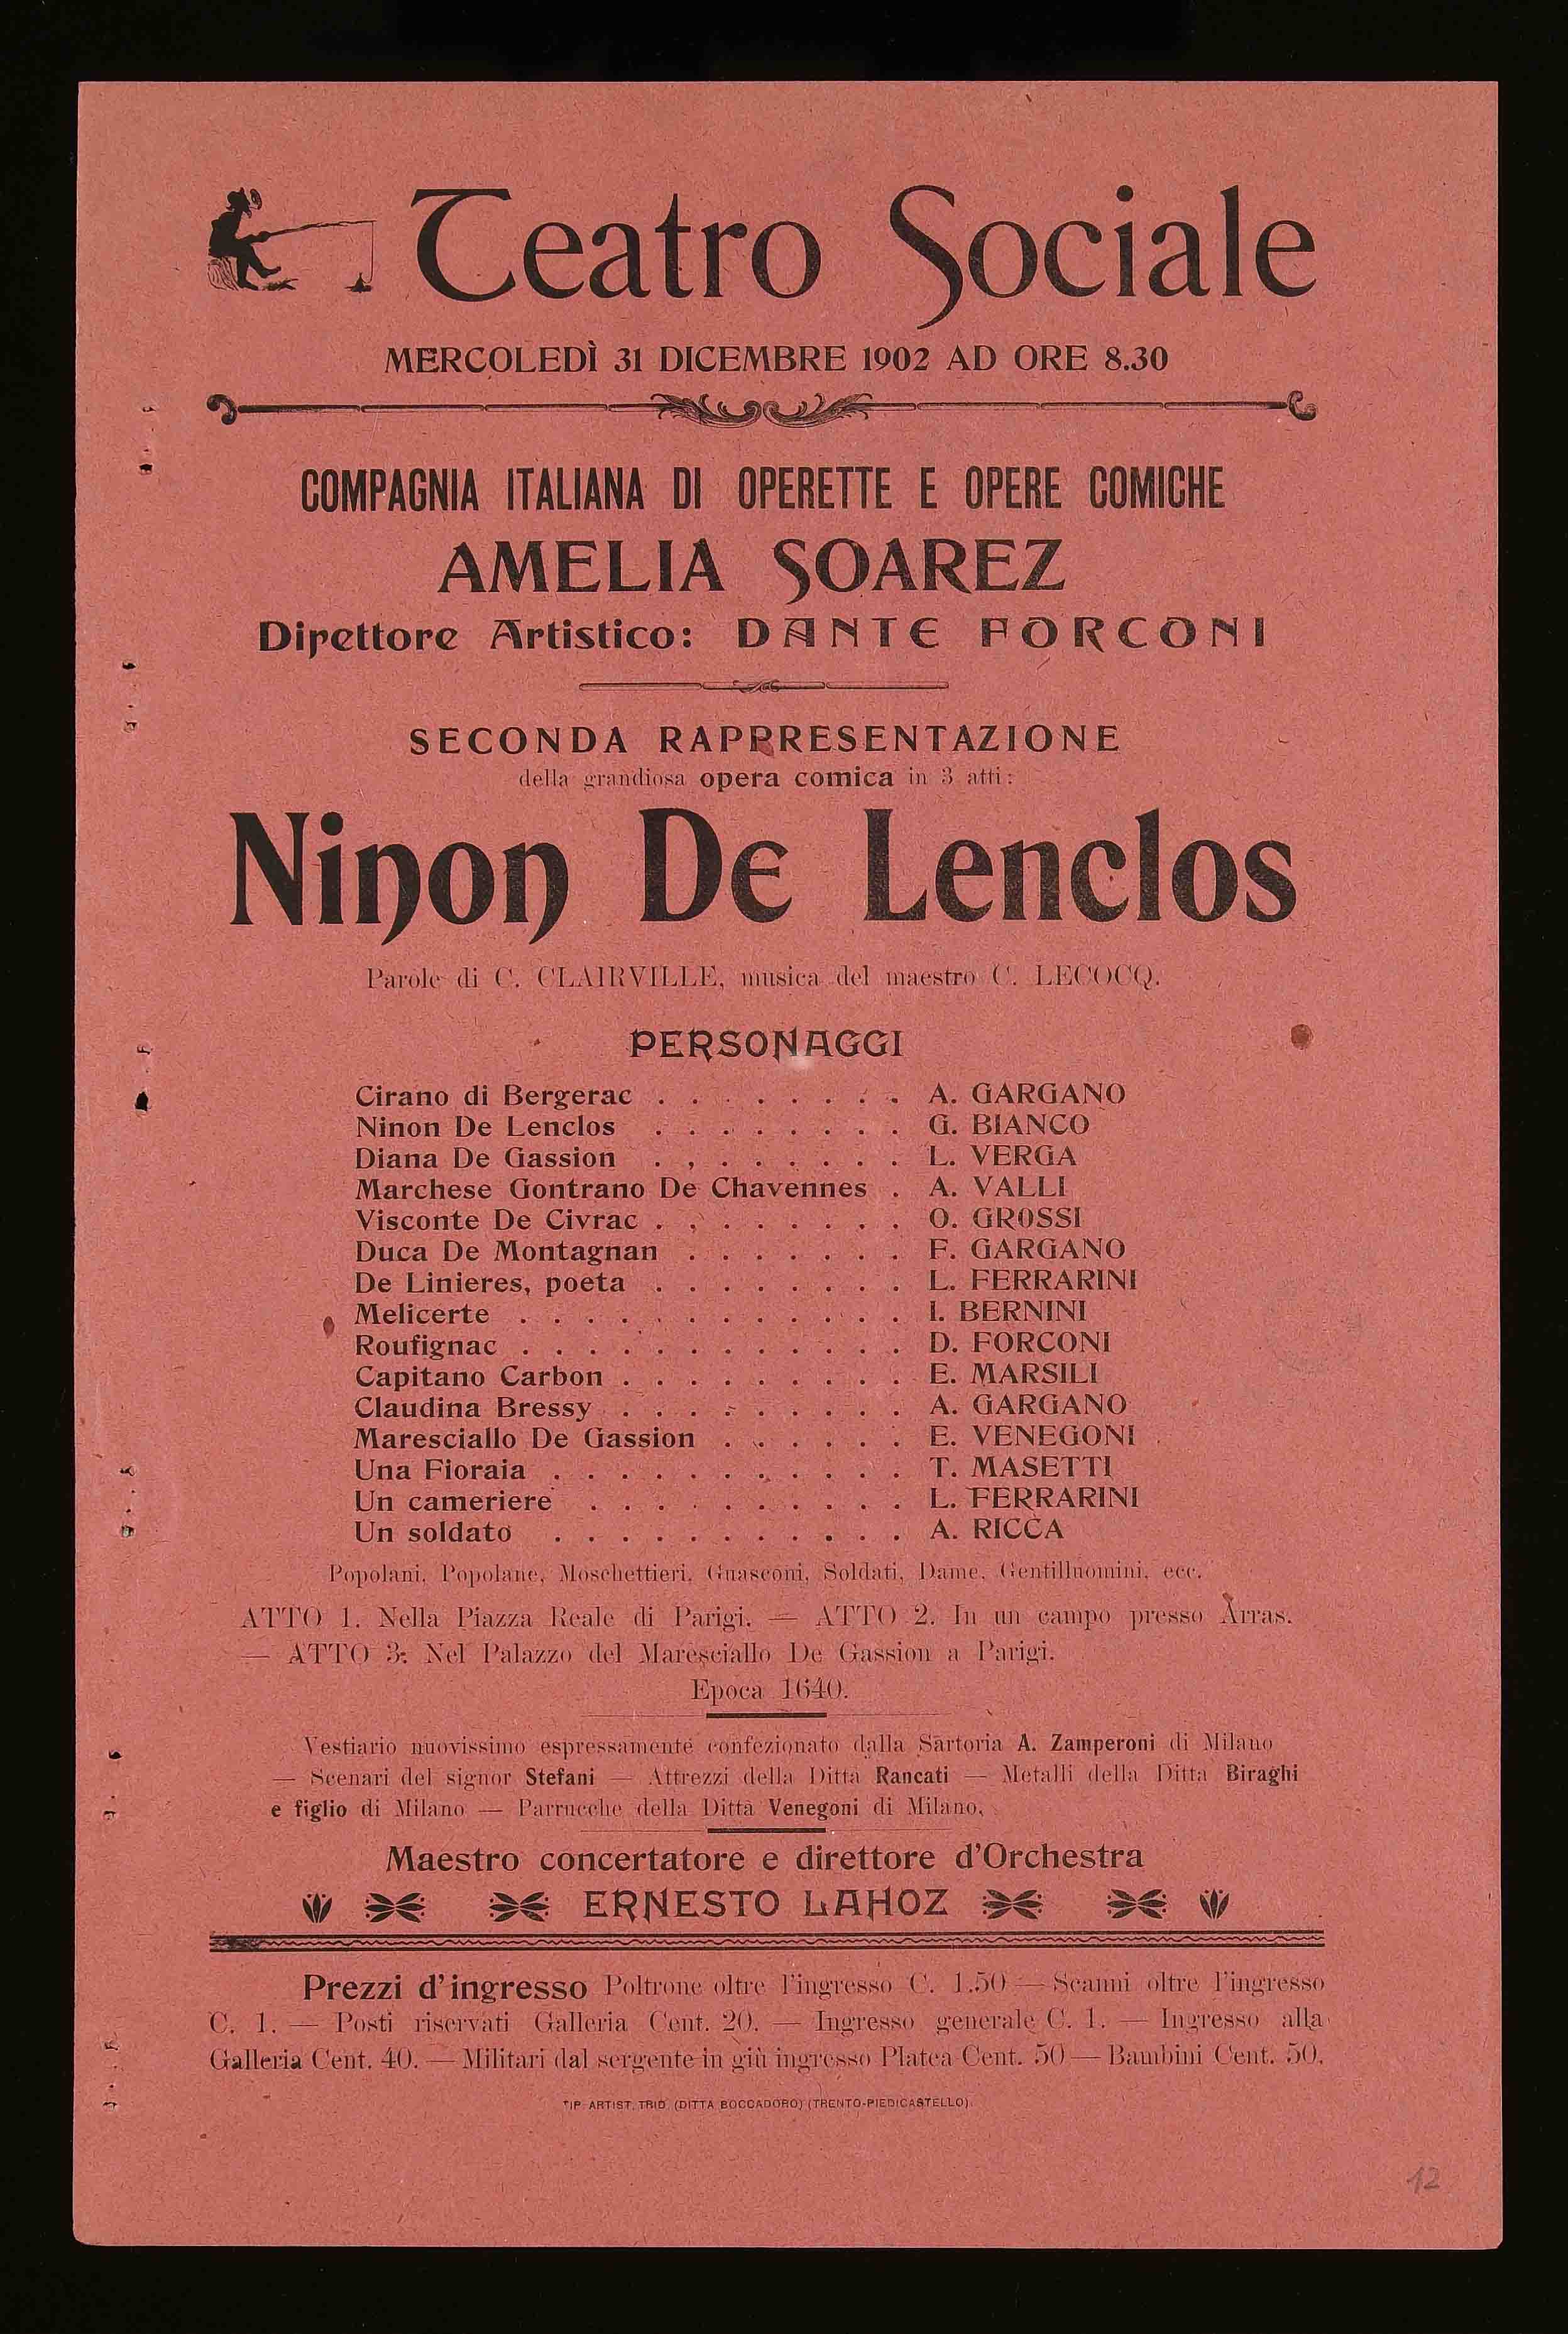 Teatro Sociale
MERCOLEDÌ 31 DICEMBRE 1902 AD ORE 8.30
COMPAGNIA ITALIANA DI OPERETTE E OPERE COMICHE
AMELIA SOAREZ
Direttore Artistico: DANTE FORCONI
SECONDA RAPPRESENTAZIONE
della grandiosa opera comica in 3 atti:
Ninon De Lenclos
Parole di C. CLAIRVILLE, musica del maestro C. LECOCQ.
PERSONAGGI
Cirano di Bergerac . . . . . . . . A. GARGANO
Ninon De Lenclos . . . . . . . . G. BIANCO
Diana De Gassion . , . . . . . . L. VERGA
Marchese Gontrano De Chavennes . A. VALLI
Visconte De Civrac . , . . . . . . O. GROSSI
Duca De Montagnan . . . . . . . F. GARGANO
De Linieres, poeta . . . . . . . . L. FERRARINI
Melicerte . . . . . . . . . . . . I. BERNINI
Roufignac . . . . . . . . . . . . D. FORCONI
Capitano Carbon . . . . . . . . . E. MARSILI
Claudina Bressy . . . . . . . . . A. GARGANO
Maresciallo De Gassion . . . . . . E. VENEGONI
Una Fioraia . . . . . . . . . . . T. MASETTI
Un cameriere . . . . . . . . . . L. FERRARINI
Un soldato . . . . . . . . . . . A. RICCA
Popolani, Popolane, Moschettieri, Guasconi, Soldati, Dame, Gentilluomini, ecc.
ATTO 1. Nella Piazza Reale di Parigi. — ATTO 2. In un campo presso Arras.
— ATTO 3. Nel Palazzo del Maresciallo De Gassion a Parigi.
Epoca 1640.
Vestiario nuovissimo espressamente confezionato dalla Sartoria A. Zamperoni di Milano
— Scenari del signor Stefani — Attrezzi della Ditta Rancati — Metalli della Ditta Biraghi
e figlio di Milano — Parrucche della Ditta Venegoni di Milano.
Maestro concertatore e direttore d'Orchestra
ERNESTO LAHOZ
Prezzi d'ingresso Poltrone oltre l'ingresso C. 1.50 — Scanni oltre l'ingresso
C. 1. — Posti riservati Galleria Cent. 20. — Ingresso generale C. 1. — Ingresso alla
Galleria Cent. 40. — Militari dal sergente in giù ingresso Platea Cent. 50 — Bambini Cent. 50.
TIP. ARTIST. TRID. (DITTA BOCCADORO) (TRENTO-PIEDICASTELLO)
12